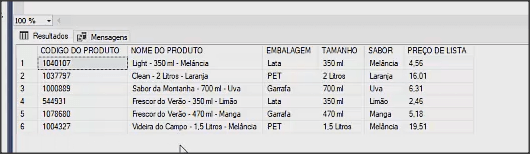 100 %
Resultados Mensagens
CODIGO DO PRODUTO NOME DO PRODUTO EMBALAGEM TAMANHO SABOR PREÇO DE LISTA
1 1040107 Light - 350 ml - Melância Lata 350 ml Melância 4,56
2 1037797 Clean - 2 Litros - Laranja PET 2 Litros Laranja 16,01
3 1000889 Sabor da Montanha - 700 ml - Uva Garrafa 700 ml Uva 6,31
4 544931 Frescor do Verão - 350 ml - Limão Lata 350 ml Limão 2,46
5 1078680 Frescor do Verão - 470 ml - Manga Garrafa 470 ml Manga 5,18
6 1004327 Videira do Campo - 1,5 Litros - Melância PET 1,5 Litros Melância 19,51